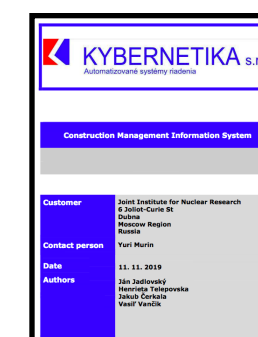 KYBERNETIKA s.r
Automatizované systémy riadenia
Construction Management Information System
Customer
Joint Institute for Nuclear Research
6 Joliot-Curie St
Dubna
Moscow Region
Russia
Contact person
Yuri Murin
Date
11. 11. 2019
Authors
Ján Jadlovský
Henrieta Telepovska
Jakub Čerkala
Vasiľ Vančik